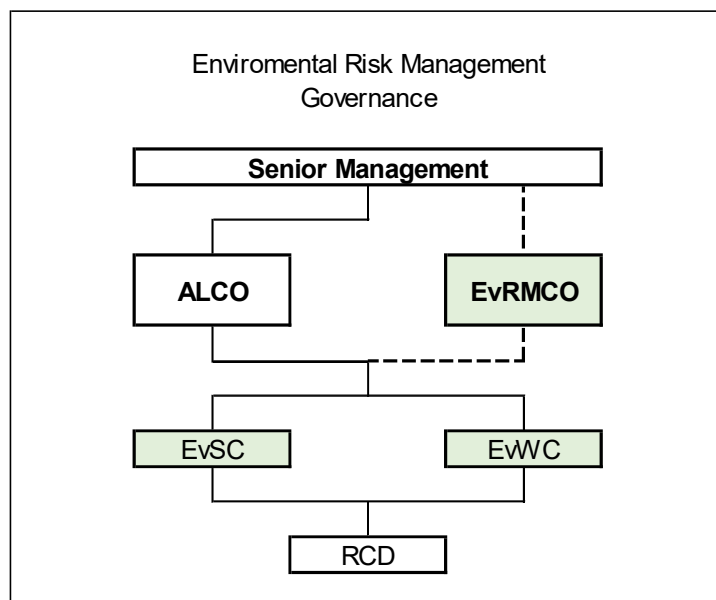 Enviromental Risk Management
Governance
Senior Management
ALCO
EvRMCO
EvSC
EvWC
RCD